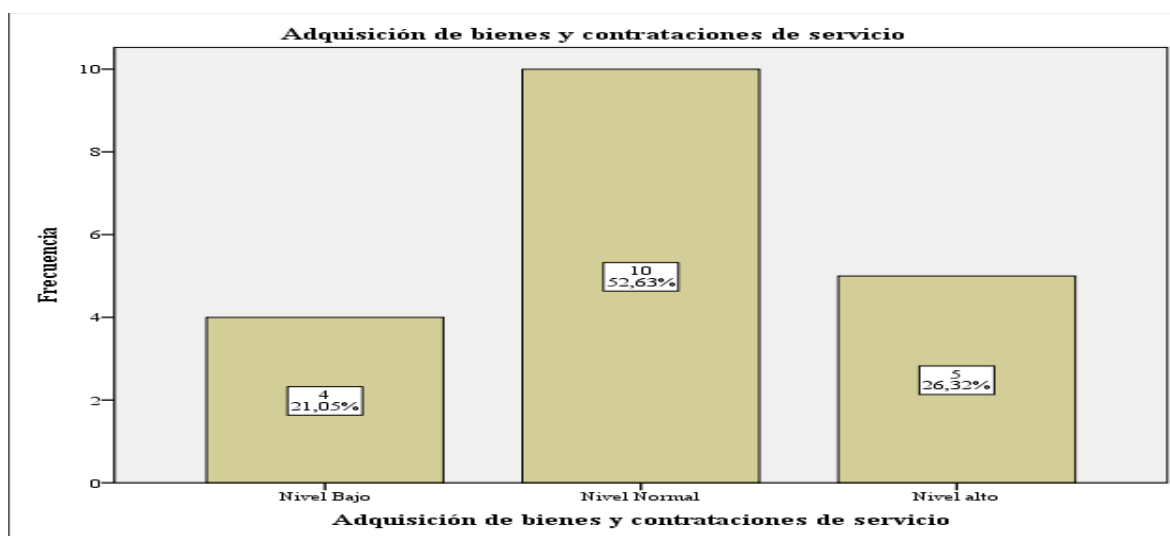 Adquisición de bienes y contrataciones de servicio
Frecuencia
10
8
6
4
2
0
4
21,05%
10
52,63%
5
26,32%
Nivel Bajo
Nivel Normal
Nivel alto
Adquisición de bienes y contrataciones de servicio